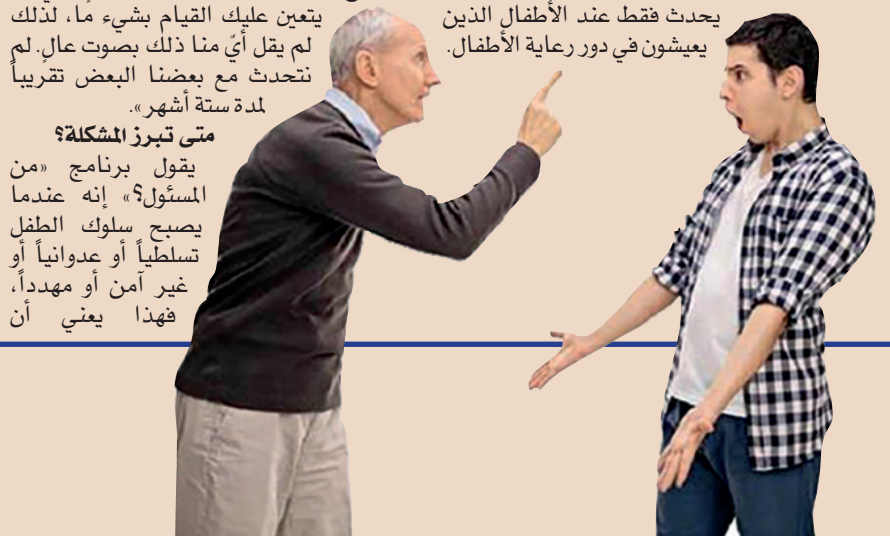 يحدث فقط عند الأطفال الذين
يعيشون في دور رعاية الأطفال.
يتعين عليك القيام بشيء ما، لذلك
لم يقل أيٌ منا ذلك بصوت عالٍ. لم
نتحدث مع بعضنا البعض تقريباً
لمدة ستة أشهر».
متى تبرز المشكلة؟
يقول برنامج «من
المسئول؟» إنه عندما
يصبح سلوك الطفل
تسلطياً أو عدوانياً أو
غير آمن أو مهدداً،
فهذا يعني أن